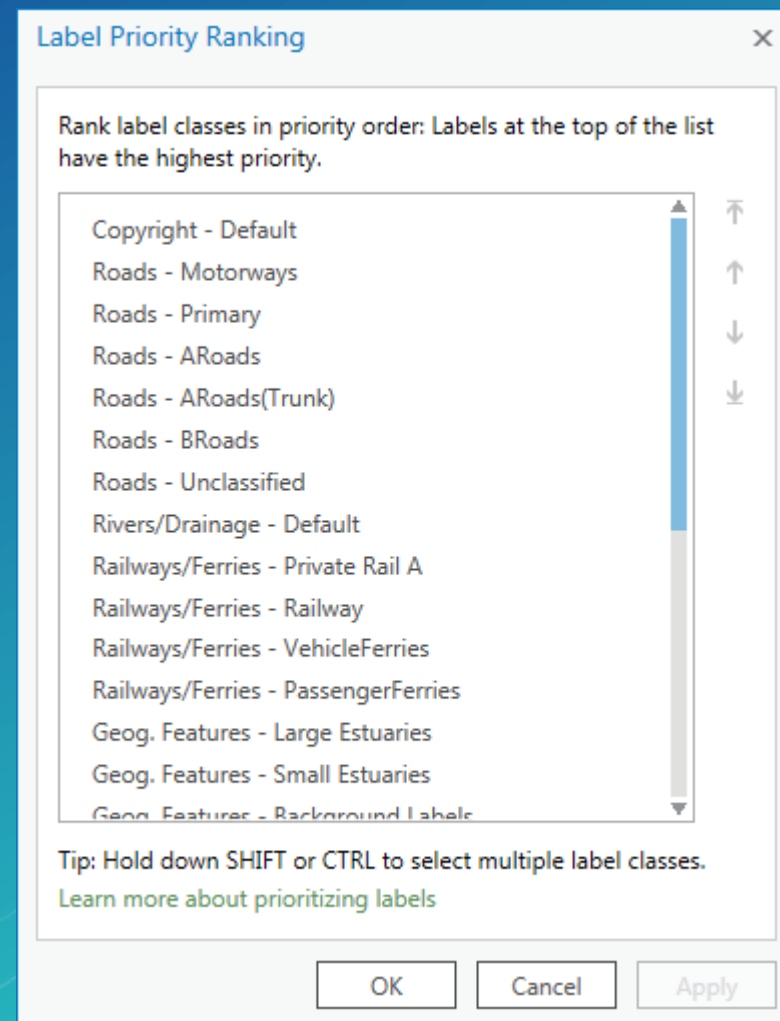 Label Priority Ranking
Rank label classes in priority order: Labels at the top of the list
have the highest priority.
Copyright - Default
Roads - Motorways
Roads - Primary
Roads - ARoads
Roads - ARoads(Trunk)
Roads - BRoads
Roads - Unclassified
Rivers/Drainage - Default
Railways/Ferries - Private Rail A
Railways/Ferries - Railway
Railways/Ferries - VehicleFerries
Railways/Ferries - PassengerFerries
Geog. Features - Large Estuaries
Geog. Features - Small Estuaries
Geog. Features - Background Labels
Tip: Hold down SHIFT or CTRL to select multiple label classes.
Learn more about prioritizing labels
OK Cancel Apply